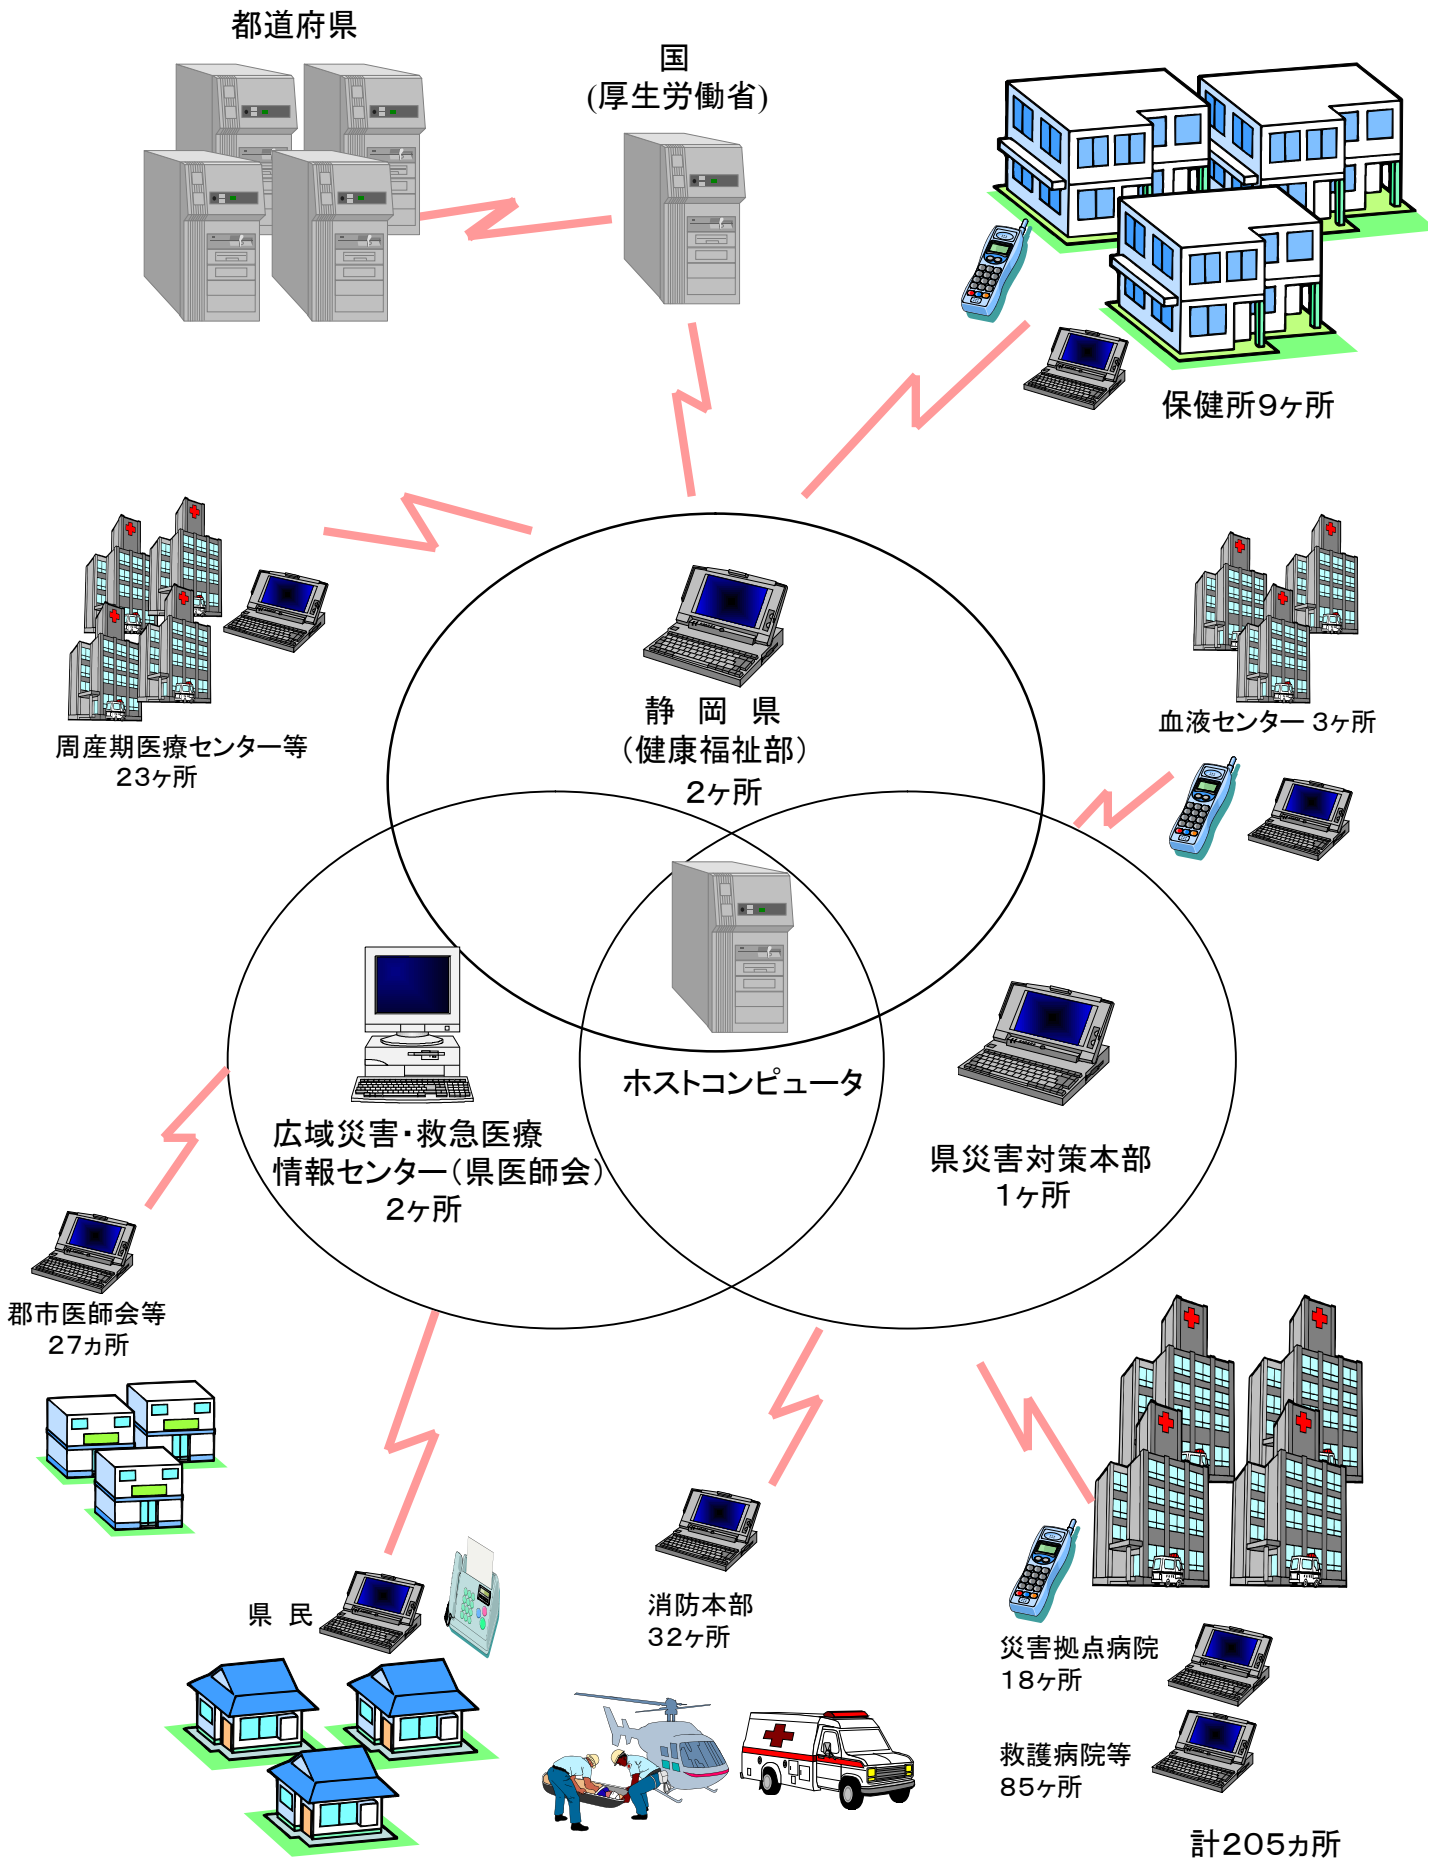 都道府県
国
(厚生労働省)
保健所9ヶ所
周産期医療センター等
23ヶ所
静 岡 県
(健康福祉部)
2ヶ所
血液センター 3ヶ所
ホストコンピュータ
広域災害・救急医療
情報センター(県医師会)
2ヶ所
県災害対策本部
1ヶ所
郡市医師会等
27ヵ所
県 民
消防本部
32ヶ所
災害拠点病院
18ヶ所
救護病院等
85ヶ所
計205ヵ所